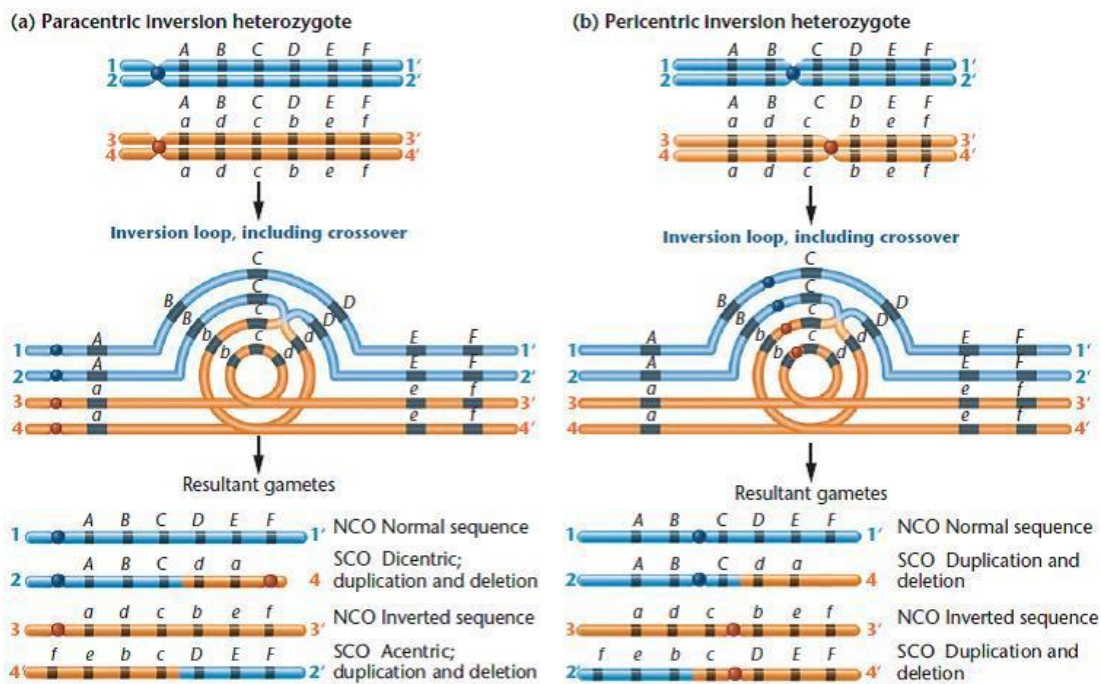 (a) Paracentric inversion heterozygote
A B C D E F
1 1′
2 2′
A B C D E F
a d c b e f
3 3′
4 4′
a d c b e f
Inversion loop, including crossover
C
B C D
B c D
A b c d E F
1 b d 1′
A E F
2 2′
a e f
3 3′
a e f
4 4′
Resultant gametes
A B C D E F
1 1′ NCO Normal sequence
A B C d a SCO Dicentric;
2 4 duplication and deletion
a d c b e f
3 3′ NCO Inverted sequence
f e b c D E F SCO Acentric;
4′ 2′ duplication and deletion
(b) Pericentric inversion heterozygote
A B C D E F
1 1′
2 2′
A B C D E F
a d c b e f
3 3′
4 4′
a d c b e f
Inversion loop, including crossover
C
B C D
B c D
A b c d E F
1 b d 1′
A E F
2 2′
a e f
3 3′
a e f
4 4′
Resultant gametes
A B C D E F
1 1′ NCO Normal sequence
A B C d a SCO Duplication and
2 4 deletion
a d c b e f
3 3′ NCO Inverted sequence
f e b c D E F SCO Duplication and
2′ 4′ deletion